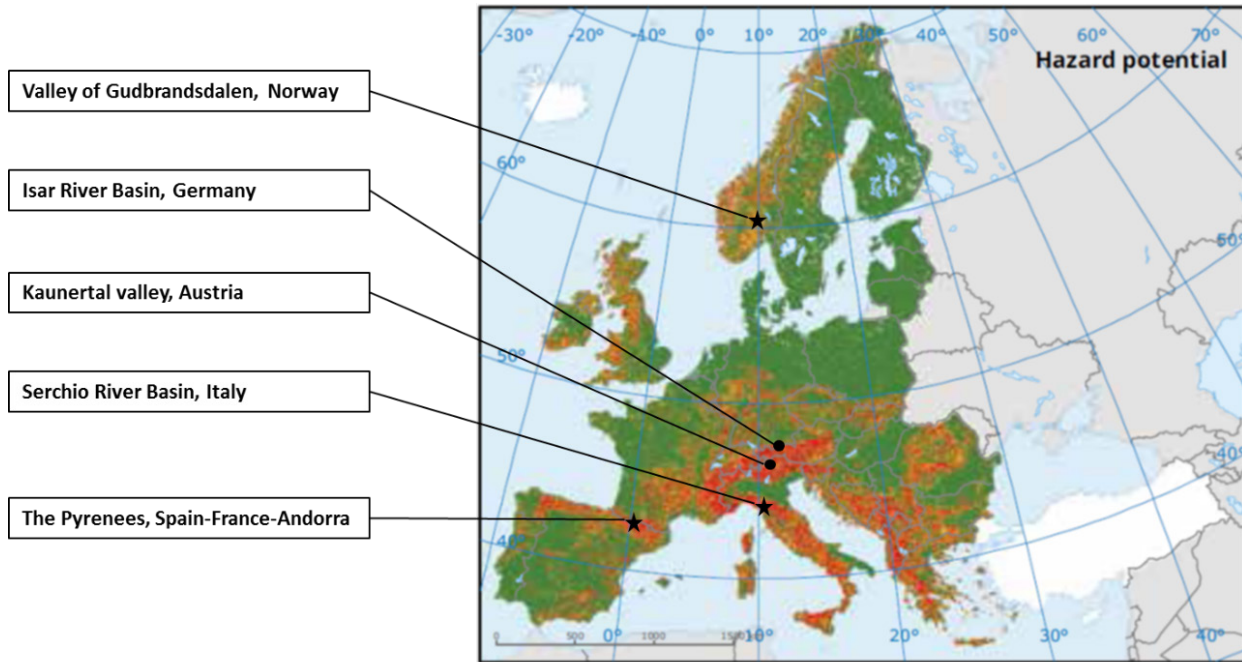 -30° -20° -10° 0° 10° 20° 30° 40° 50° 60°
Hazard potential
Valley of Gudbrandsdalen, Norway
60°
Isar River Basin, Germany
50°
Kaunertal valley, Austria
50°
Serchio River Basin, Italy
40°
The Pyrenees, Spain-France-Andorra
40°
0 500 1000
0° 10° 20° 30° 40°